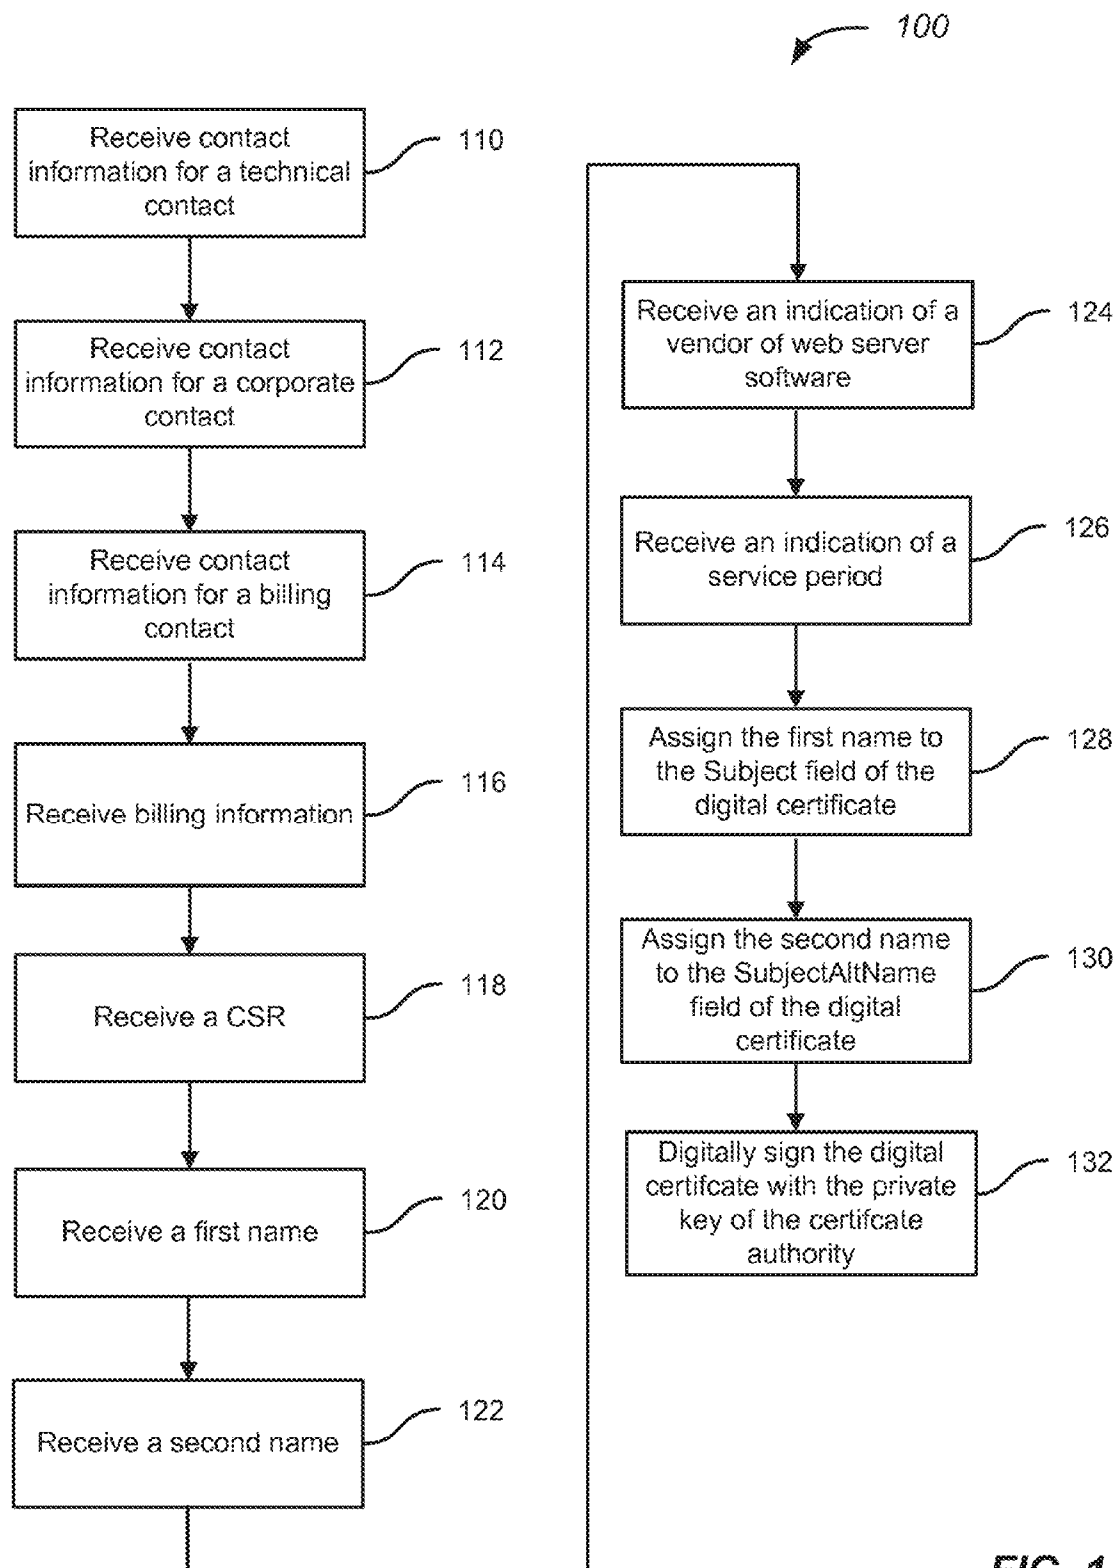 100
Receive contact
information for a technical
contact
110
Receive contact
information for a corporate
contact
112
Receive contact
information for a billing
contact
114
Receive billing information
116
Receive a CSR
118
Receive a first name
120
Receive a second name
122
Receive an indication of a
vendor of web server
software
124
Receive an indication of a
service period
126
Assign the first name to
the Subject field of the
digital certificate
128
Assign the second name
to the SubjectAltName
field of the digital
certificate
130
Digitally sign the digital
certifcate with the private
key of the certifcate
authority
132
FIG. 1